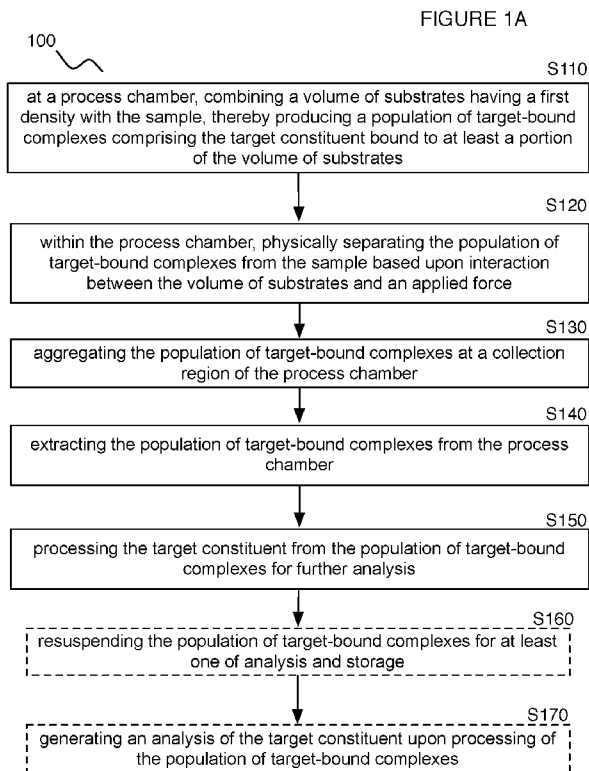 FIGURE 1A
100
S110
at a process chamber, combining a volume of substrates having a first
density with the sample, thereby producing a population of target-bound
complexes comprising the target constituent bound to at least a portion
of the volume of substrates
S120
within the process chamber, physically separating the population of
target-bound complexes from the sample based upon interaction
between the volume of substrates and an applied force
S130
aggregating the population of target-bound complexes at a collection
region of the process chamber
S140
extracting the population of target-bound complexes from the process
chamber
S150
processing the target constituent from the population of target-bound
complexes for further analysis
S160
resuspending the population of target-bound complexes for at least
one of analysis and storage
S170
generating an analysis of the target constituent upon processing of
the population of target-bound complexes